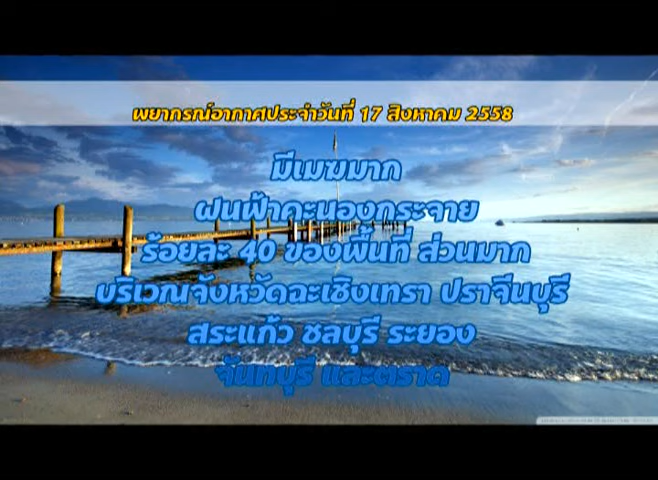 พยากรณ์อากาศประจำวันที่ 17 สิงหาคม 2558
มีเมฆมาก
ฝนฟ้าคะนองกระจาย
ร้อยละ 40 ของพื้นที่ ส่วนมาก
บริเวณจังหวัดฉะเชิงเทรา ปราจีนบุรี
สระแก้ว ชลบุรี ระยอง
จันทบุรี และตราด